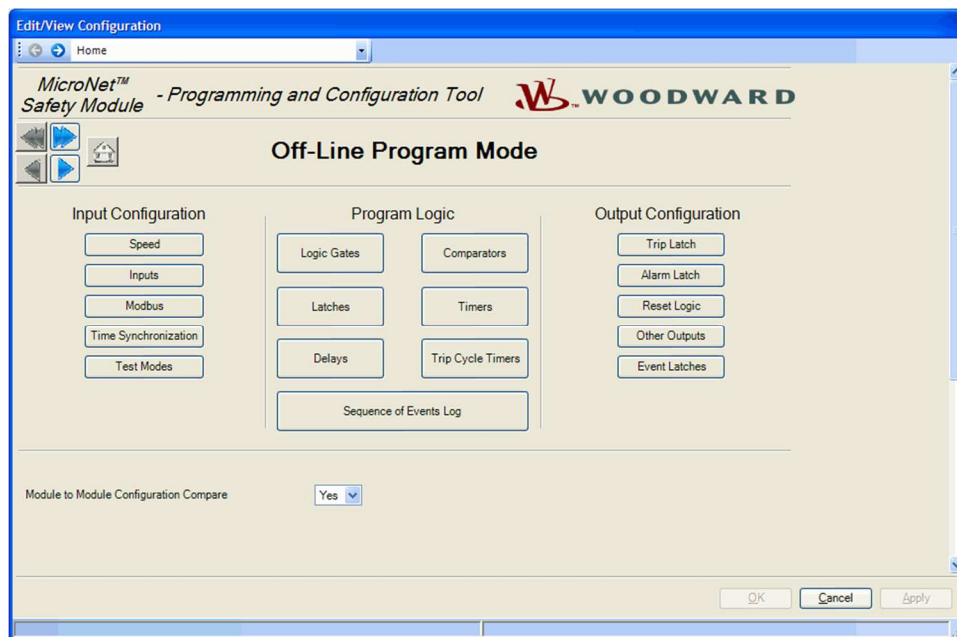 Edit/View Configuration
Home
MicroNet™
Safety Module
- Programming and Configuration Tool
WOODWARD
Off-Line Program Mode
Input Configuration
Program Logic
Output Configuration
Speed
Logic Gates
Comparators
Trip Latch
Inputs
Alarm Latch
Modbus
Latches
Timers
Reset Logic
Time Synchronization
Other Outputs
Test Modes
Delays
Trip Cycle Timers
Event Latches
Sequence of Events Log
Module to Module Configuration Compare
Yes
OK
Cancel
Apply